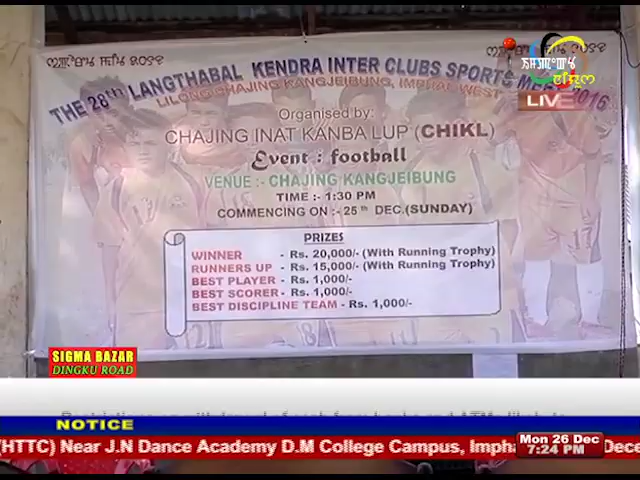 THE 28th LANGTHABAL KENDRA INTER CLUBS SPORTS MEET 2016
LILONG CHAJING KANGJEIBUNG, IMPHAL WEST
LIVE
Organised by:
CHAJING INAT KANBA LUP (CHIKL)
Event : football
VENUE :- CHAJING KANGJEIBUNG
TIME :- 1:30 PM
COMMENCING ON :- 25th DEC.(SUNDAY)
PRIZES
WINNER - Rs. 20,000/- (With Running Trophy)
RUNNERS UP - Rs. 15,000/- (With Running Trophy)
BEST PLAYER - Rs. 1,000/-
BEST SCORER - Rs. 1,000/-
BEST DISCIPLINE TEAM - Rs. 1,000/-
SIGMA BAZAR
DINGKU ROAD
NOTICE
(HTTC) Near J.N Dance Academy D.M College Campus, Impha
Mon 26 Dec
7:24 PM